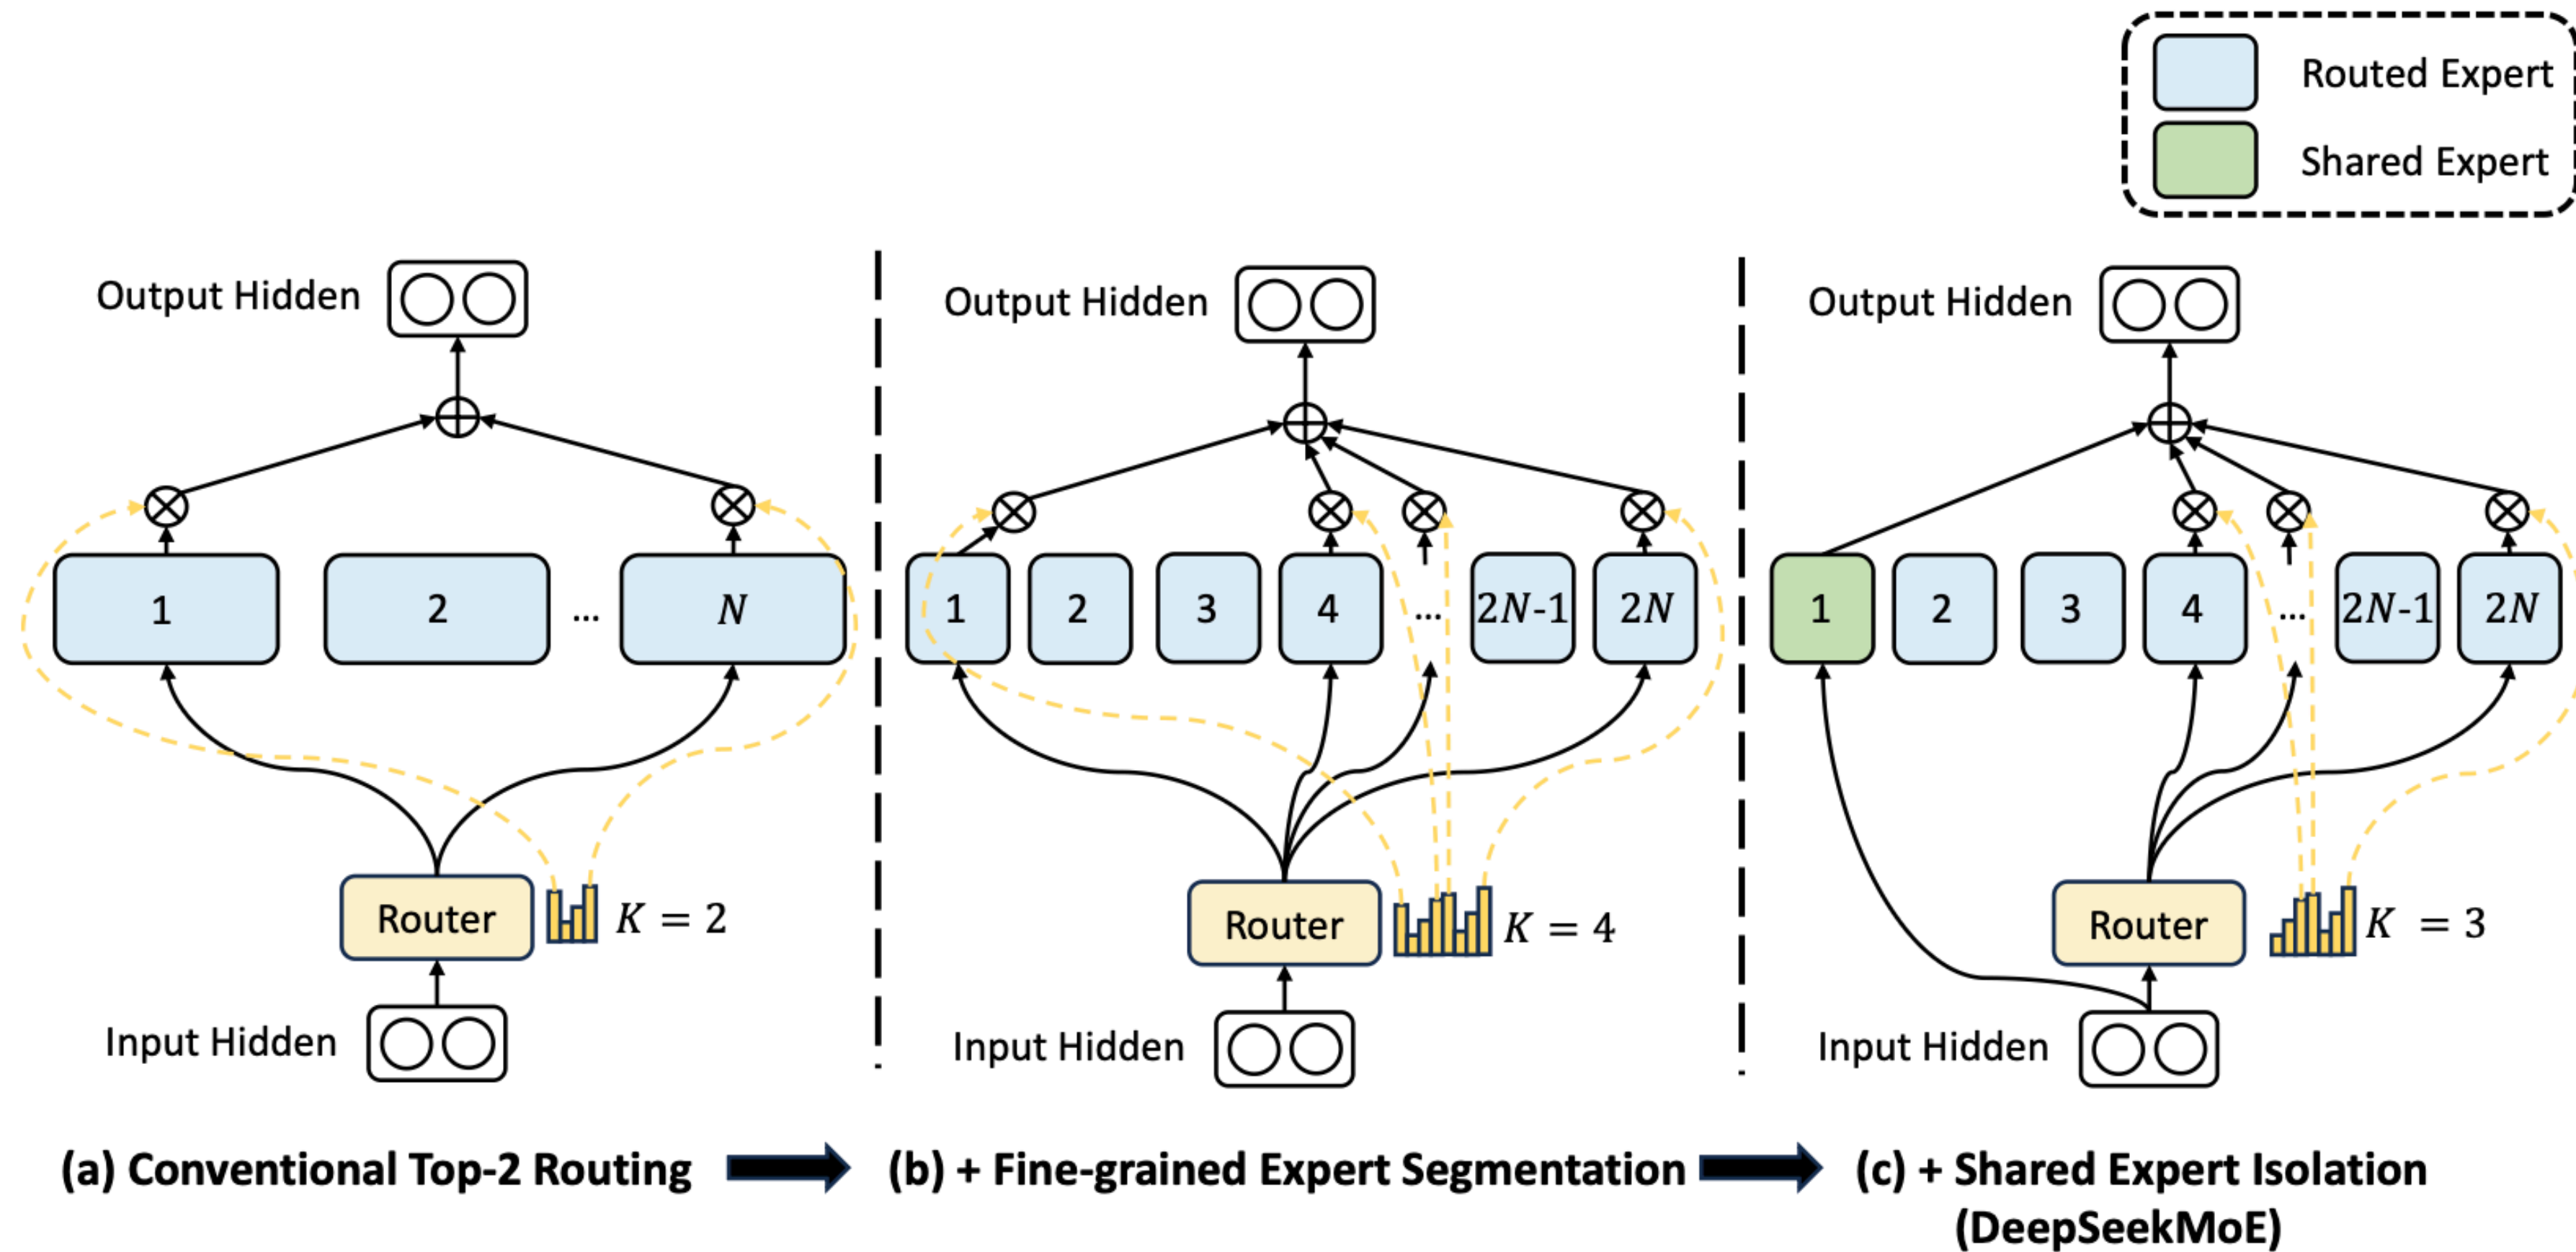 Routed Expert
Shared Expert
Output Hidden
1
2
...
N
Router
K = 2
Input Hidden
(a) Conventional Top-2 Routing
Output Hidden
1
2
3
4
...
2N-1
2N
Router
K = 4
Input Hidden
(b) + Fine-grained Expert Segmentation
Output Hidden
1
2
3
4
...
2N-1
2N
Router
K = 3
Input Hidden
(c) + Shared Expert Isolation
(DeepSeekMoE)